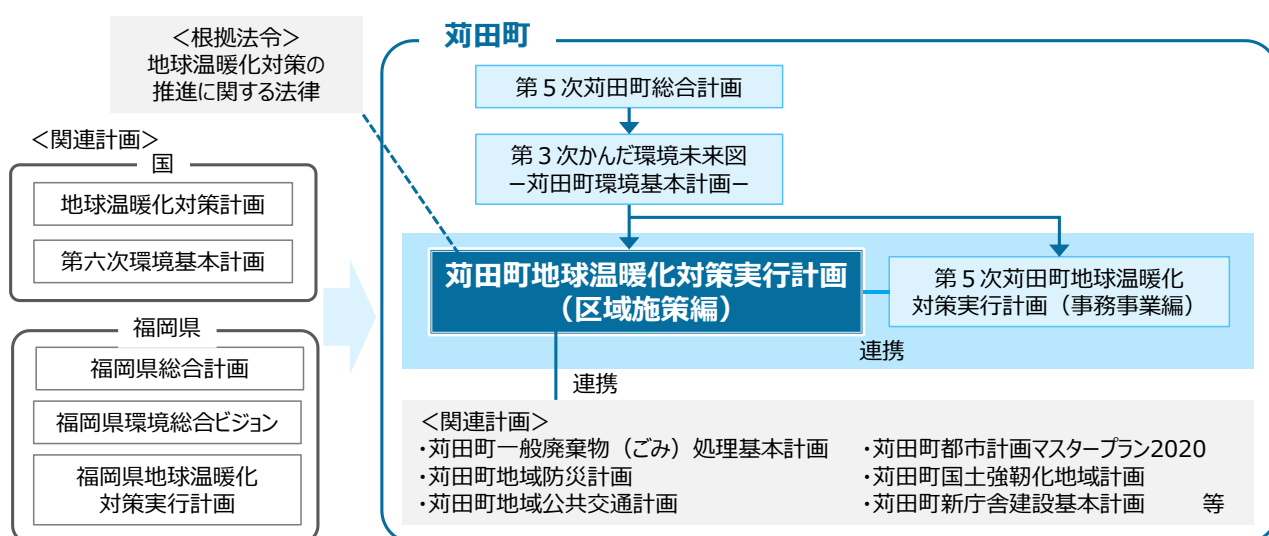 ＜根拠法令＞
地球温暖化対策の
推進に関する法律
＜関連計画＞
国
地球温暖化対策計画
第六次環境基本計画
福岡県
福岡県総合計画
福岡県環境総合ビジョン
福岡県地球温暖化
対策実行計画
苅田町
第５次苅田町総合計画
第３次かんだ環境未来図
－苅田町環境基本計画－
苅田町地球温暖化対策実行計画
（区域施策編）
第５次苅田町地球温暖化
対策実行計画（事務事業編）
連携
連携
＜関連計画＞
・苅田町一般廃棄物（ごみ）処理基本計画　・苅田町都市計画マスタープラン2020
・苅田町地域防災計画　・苅田町国土強靭化地域計画
・苅田町地域公共交通計画　・苅田町新庁舎建設基本計画　等